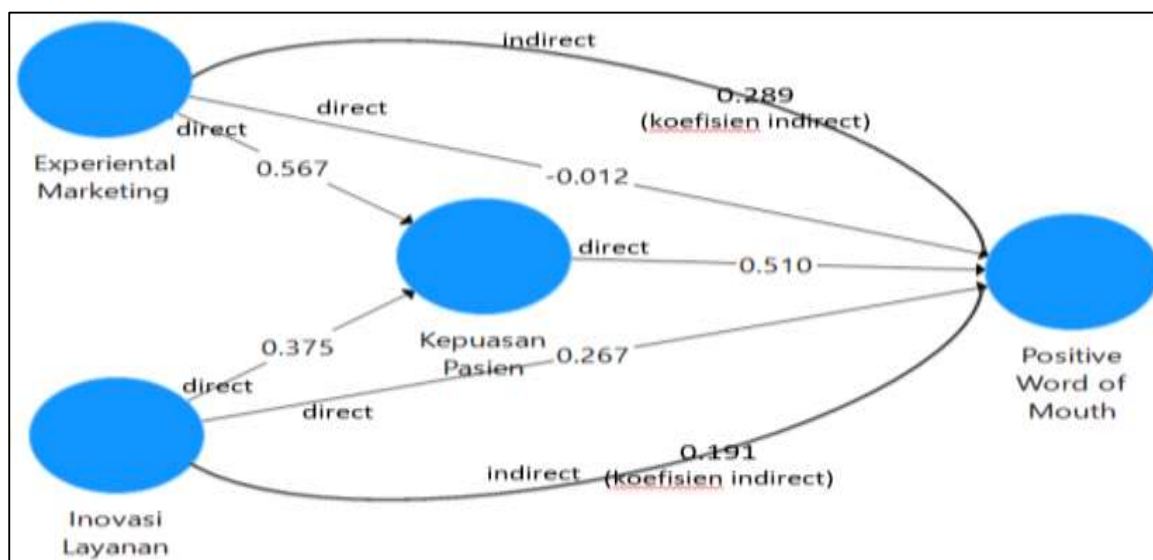 indirect
0.289
(koefisien indirect)
direct
direct
Experiental
Marketing
0.567
-0.012
direct
0.510
0.375
Kepuasan
Pasien
0.267
direct
direct
Positive
Word of
Mouth
0.191
indirect
(koefisien indirect)
Inovasi
Layanan